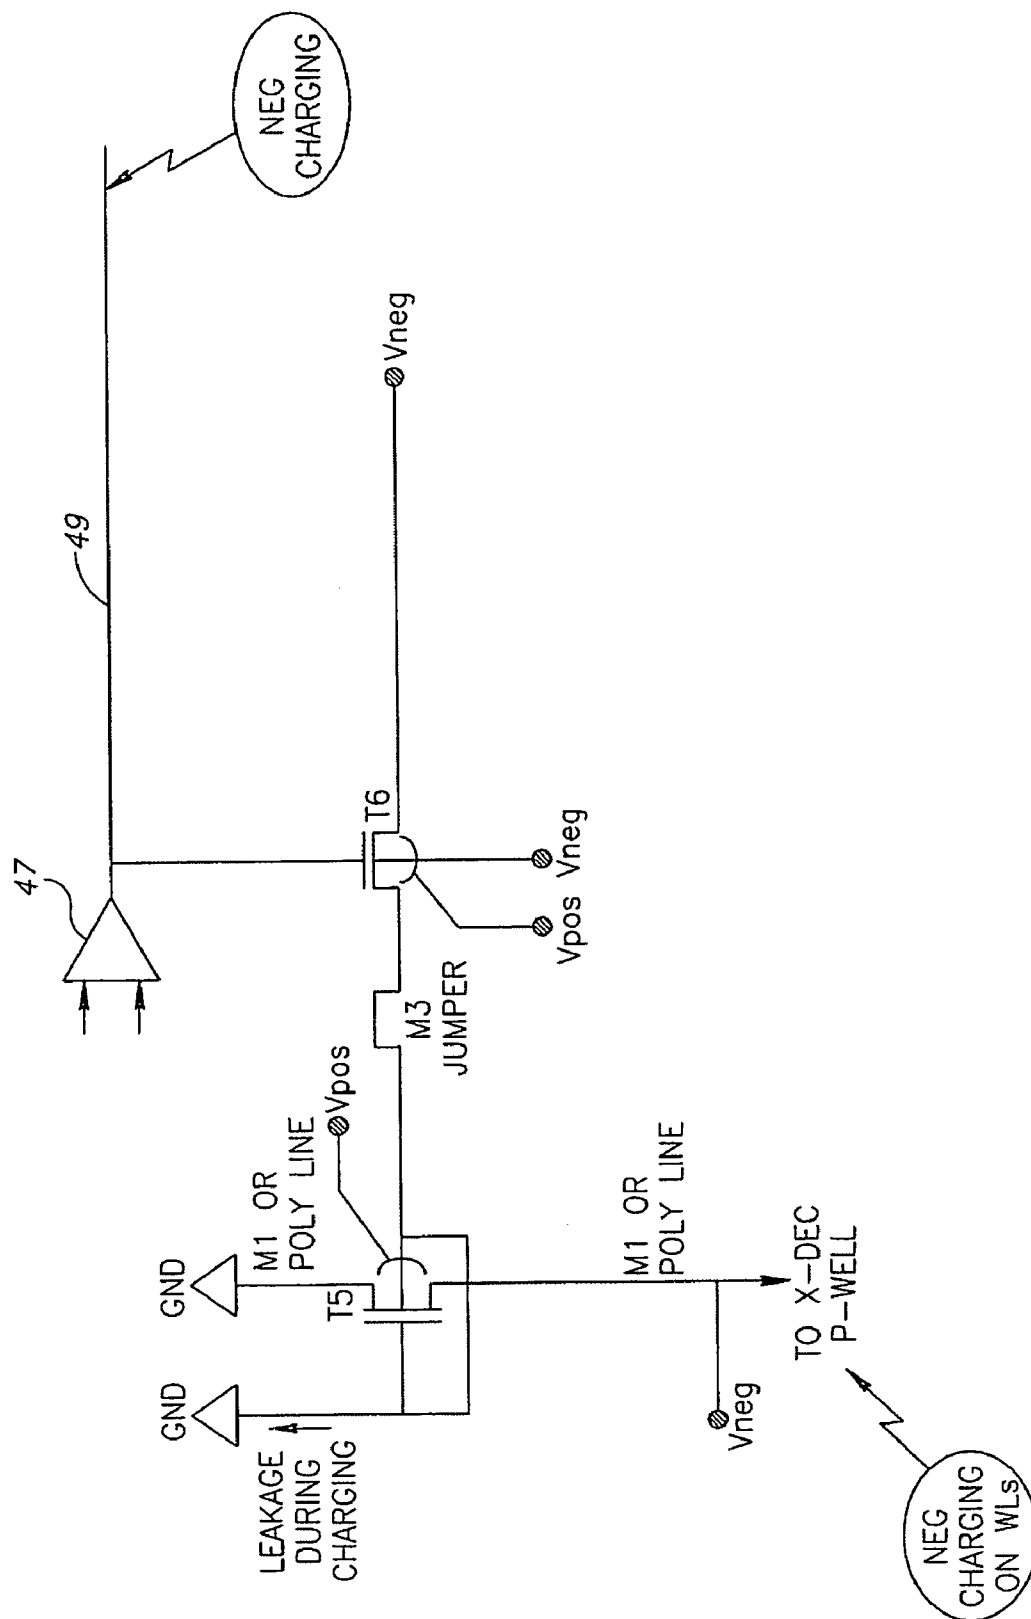 NEG
CHARGING
49
47
Vneg
T6
Vpos
Vneg
M3
JUMPER
Vpos
M1 OR
POLY LINE
GND
T5
GND
LEAKAGE
DURING
CHARGING
M1 OR
POLY LINE
TO X-DEC
P-WELL
Vneg
NEG
CHARGING
ON WLs